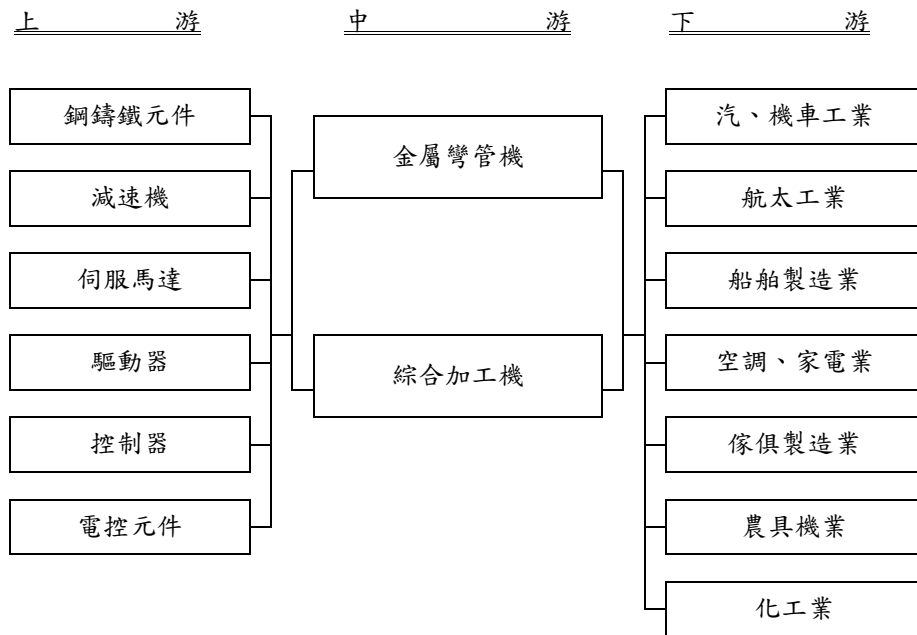 上游
中游
下游
鋼鑄鐵元件
減速機
伺服馬達
驅動器
控制器
電控元件
金屬彎管機
綜合加工機
汽、機車工業
航太工業
船舶製造業
空調、家電業
傢俱製造業
農具機業
化工業